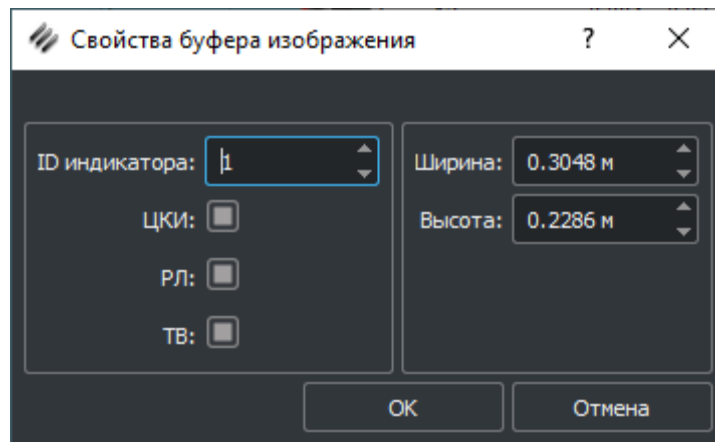 Свойства буфера изображения ?
ID индикатора: 1
ЦКИ:
РЛ:
ТВ:
Ширина: 0.3048 м
Высота: 0.2286 м
OK Отмена